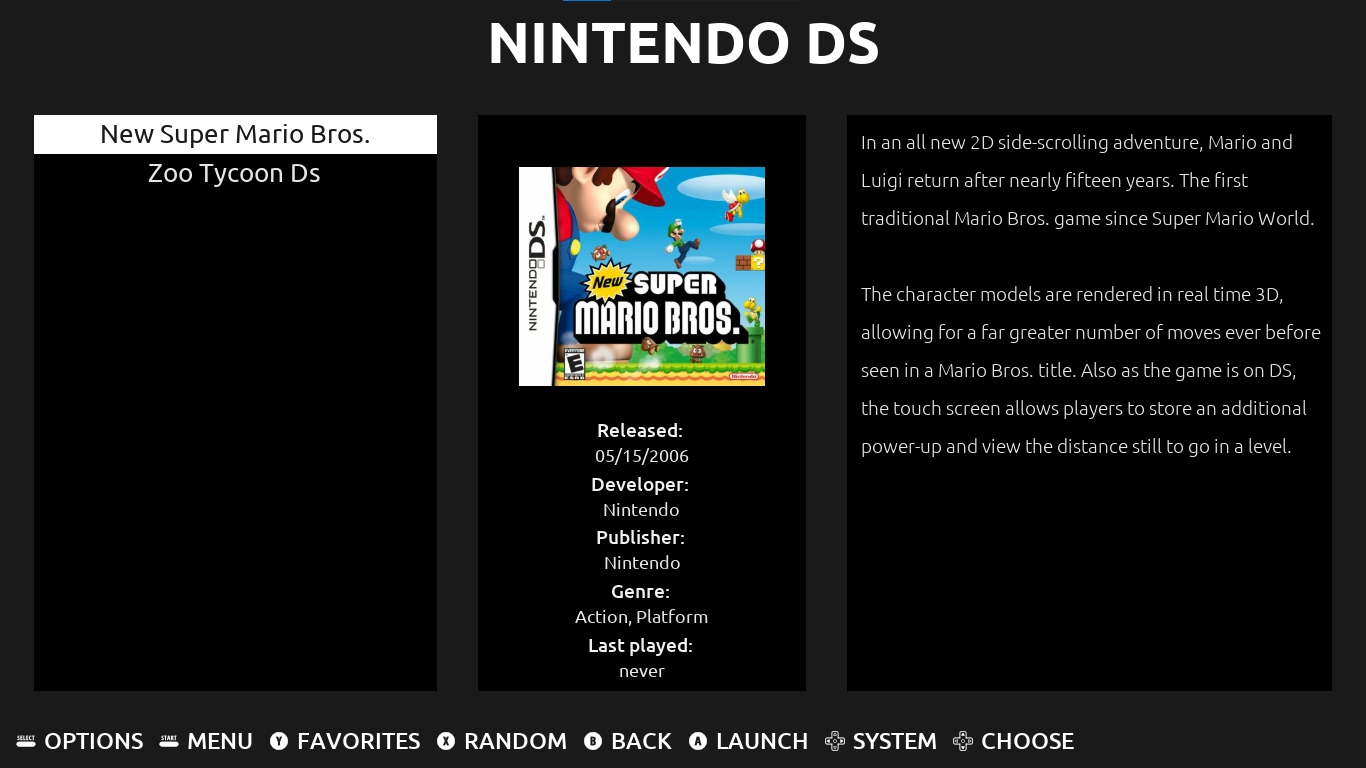 NINTENDO DS
New Super Mario Bros.
Zoo Tycoon Ds
NINTENDO DS™
New SUPER
MARIO BROS.
EVERYONE
E
ESRB
Nintendo
Released:
05/15/2006
Developer:
Nintendo
Publisher:
Nintendo
Genre:
Action, Platform
Last played:
never
In an all new 2D side-scrolling adventure, Mario and
Luigi return after nearly fifteen years. The first
traditional Mario Bros. game since Super Mario World.
The character models are rendered in real time 3D,
allowing for a far greater number of moves ever before
seen in a Mario Bros. title. Also as the game is on DS,
the touch screen allows players to store an additional
power-up and view the distance still to go in a level.
SELECT OPTIONS START MENU Y FAVORITES X RANDOM B BACK A LAUNCH SYSTEM CHOOSE